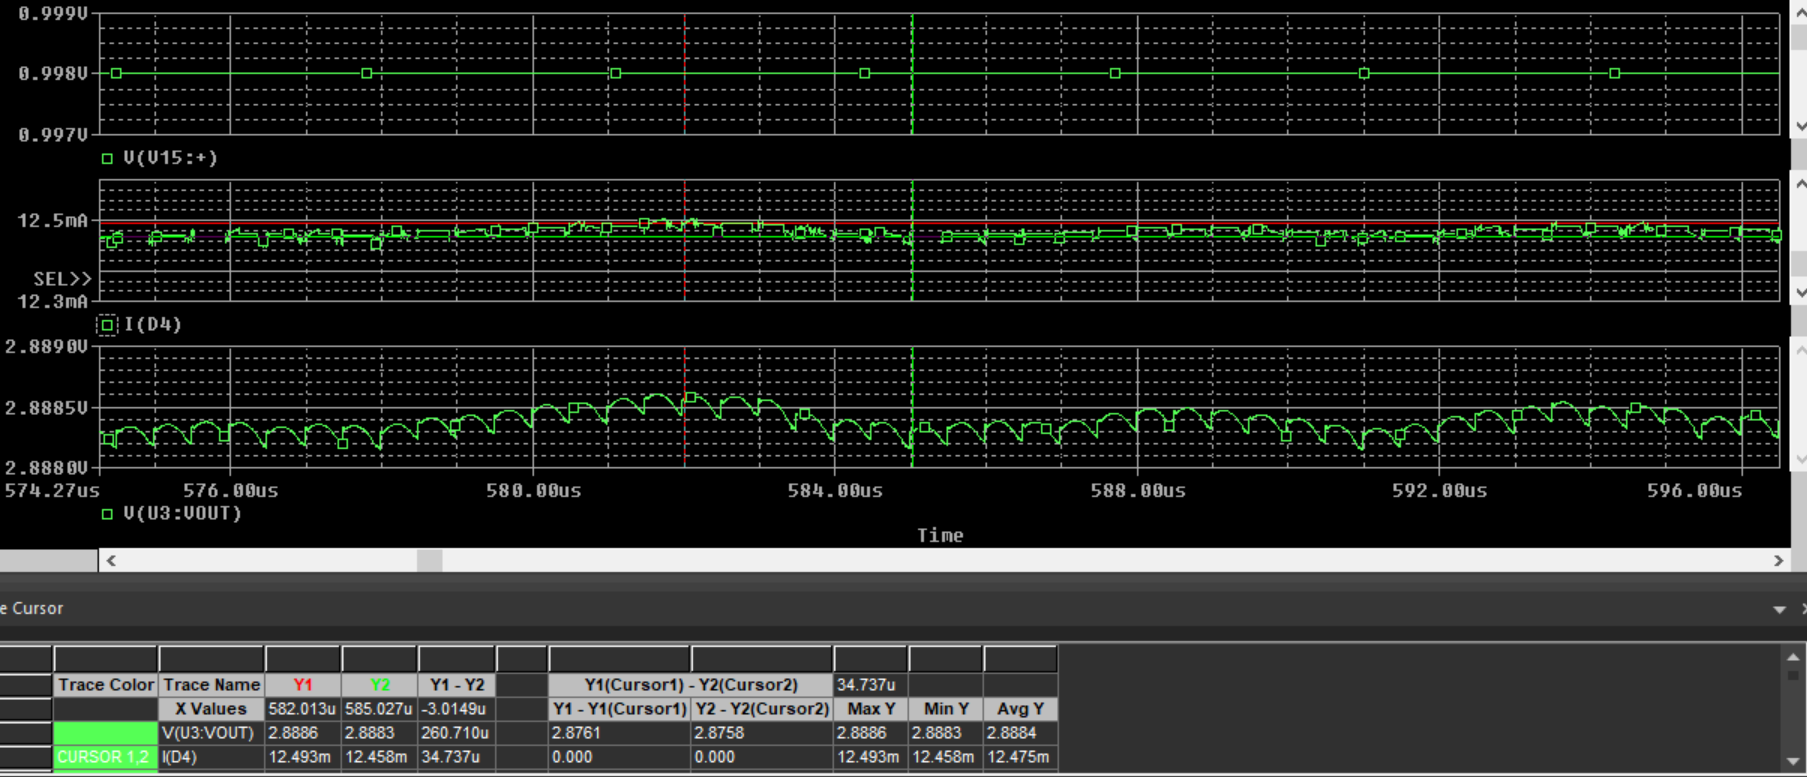 0.999V
0.998V
0.997V
V(V15:+)
12.5mA
SEL>>
12.3mA
I(D4)
2.8890V
2.8885V
2.8880V
574.27us 576.00us 580.00us 584.00us 588.00us 592.00us 596.00us
V(U3:VOUT)
Time
e Cursor
Trace Color Trace Name Y1 Y2 Y1 - Y2 Y1(Cursor1) - Y2(Cursor2) 34.737u
X Values 582.013u 585.027u -3.0149u Y1 - Y1(Cursor1) Y2 - Y2(Cursor2) Max Y Min Y Avg Y
V(U3:VOUT) 2.8886 2.8883 260.710u 2.8761 2.8758 2.8886 2.8883 2.8884
CURSOR 1,2 I(D4) 12.493m 12.458m 34.737u 0.000 0.000 12.493m 12.458m 12.475m